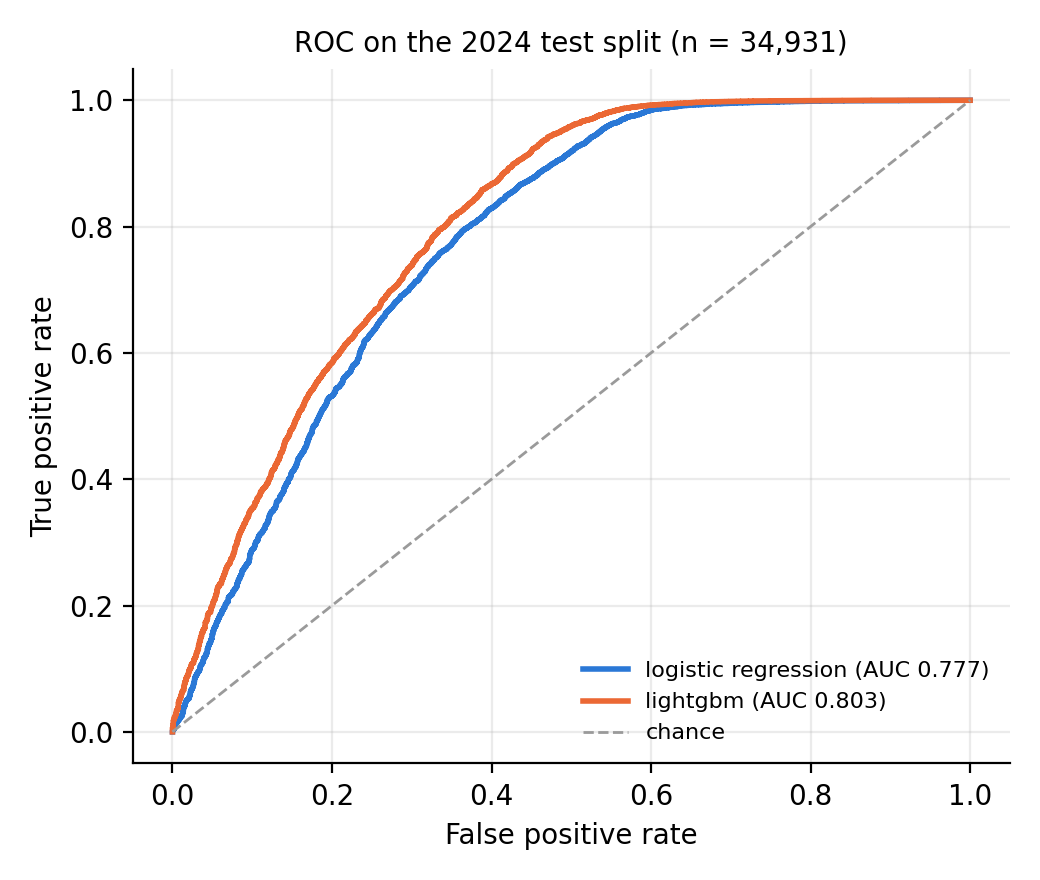 ROC on the 2024 test split (n = 34,931)
True positive rate
1.0
0.8
0.6
0.4
0.2
0.0
logistic regression (AUC 0.777)
lightgbm (AUC 0.803)
chance
0.0 0.2 0.4 0.6 0.8 1.0
False positive rate